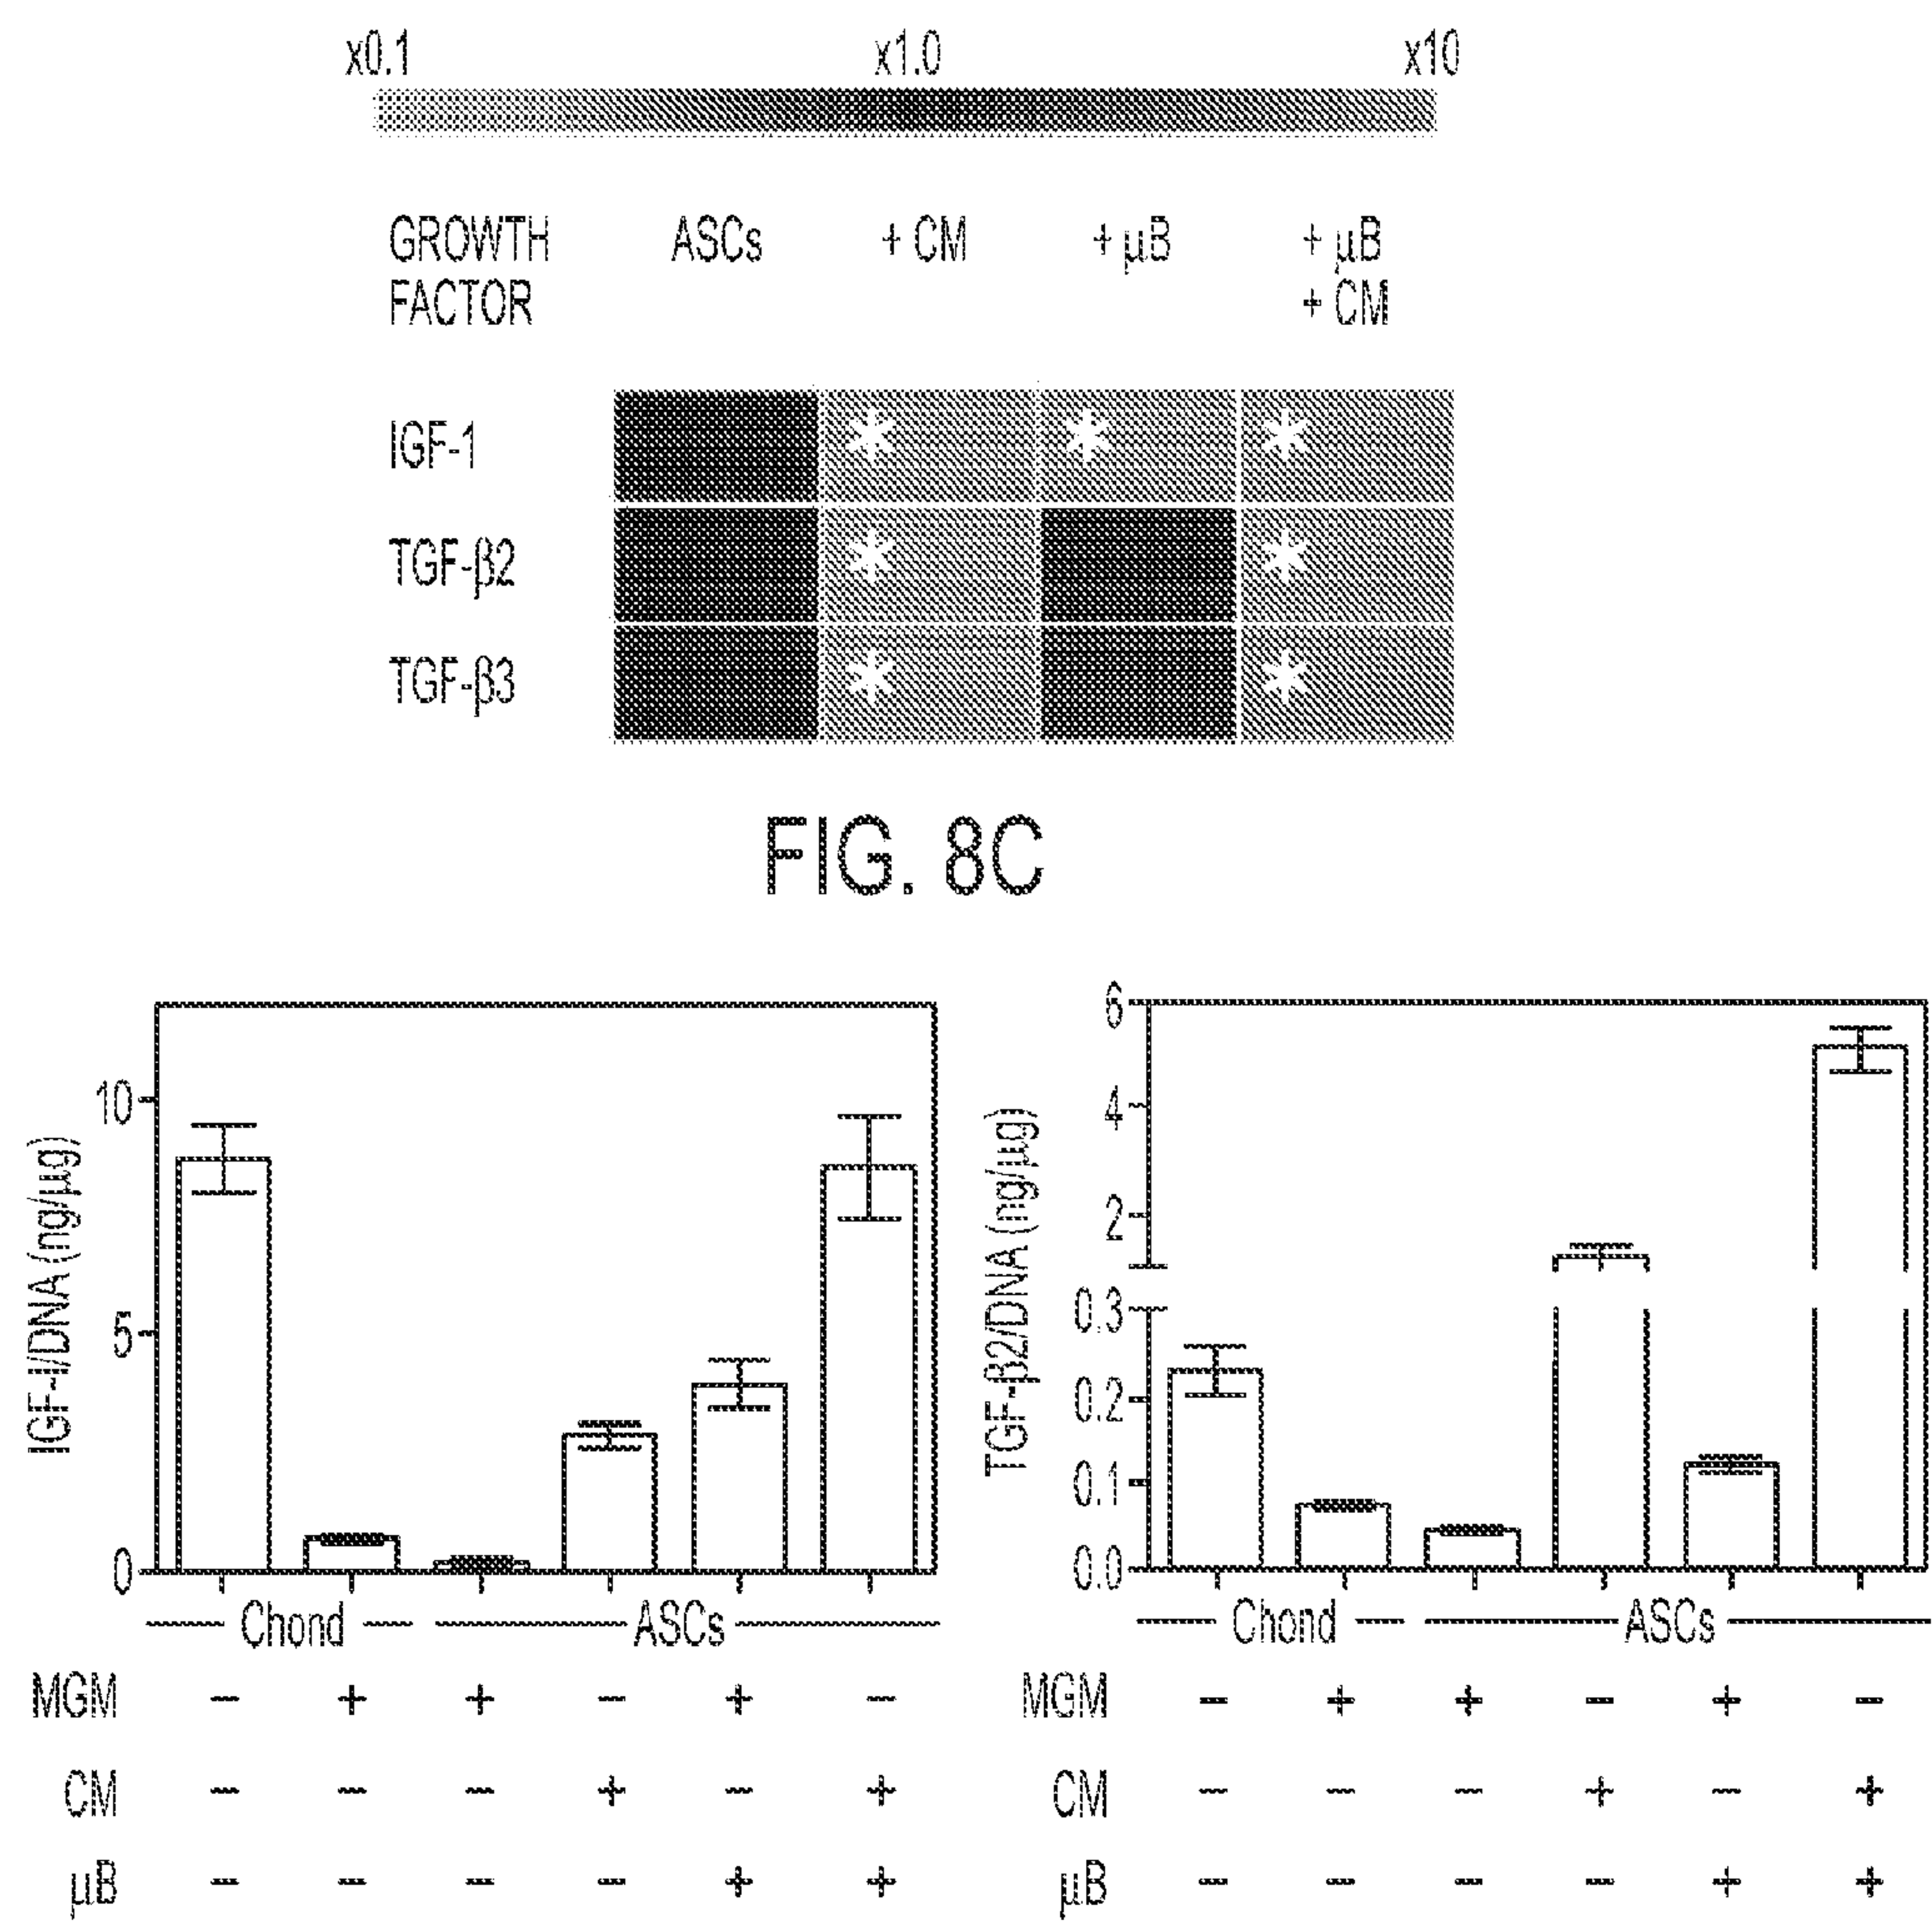 x0.1 x1.0 x10
GROWTH FACTOR ASCs + CM + µB + µB + CM
IGF-1 * * *
TGF-β2 * *
TGF-β3 * *
FIG. 8C
IGF-I/DNA (ng/µg)
10
5
0
Chond ASCs
MGM − + + − + −
CM − − − + − +
µB − − − − + +
TGF-β2/DNA (ng/µg)
6
4
2
0.3
0.2
0.1
0.0
Chond ASCs
MGM − + + − + −
CM − − − + − +
µB − − − − + +